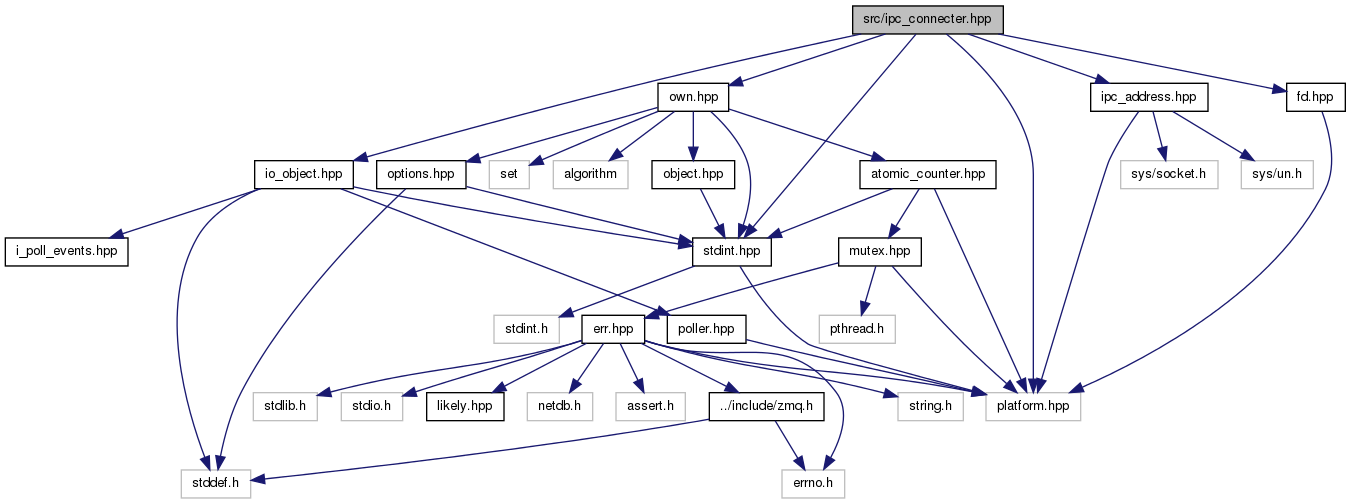 src/ipc_connecter.hpp
own.hpp
ipc_address.hpp
fd.hpp
io_object.hpp
options.hpp
set
algorithm
object.hpp
atomic_counter.hpp
sys/socket.h
sys/un.h
i_poll_events.hpp
stdint.hpp
mutex.hpp
stdint.h
err.hpp
poller.hpp
pthread.h
stdlib.h
stdio.h
likely.hpp
netdb.h
assert.h
../include/zmq.h
string.h
platform.hpp
stddef.h
errno.h